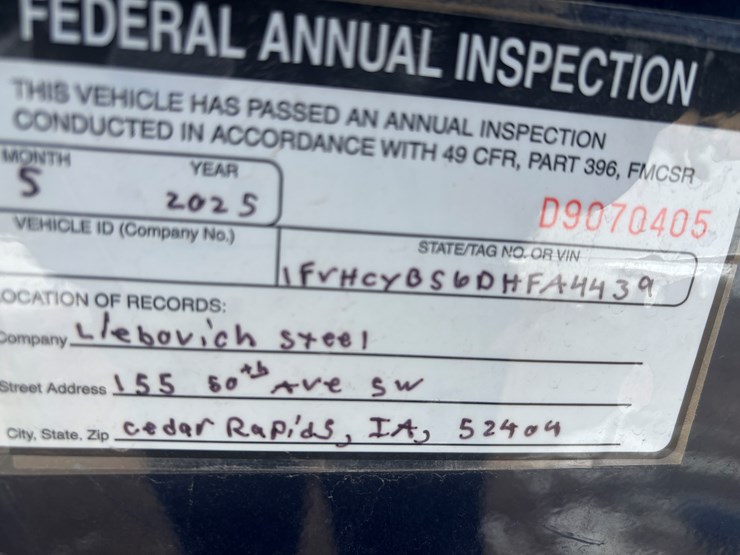 FEDERAL ANNUAL INSPECTION
THIS VEHICLE HAS PASSED AN ANNUAL INSPECTION
CONDUCTED IN ACCORDANCE WITH 49 CFR, PART 396, FMCSR
MONTH YEAR
5 2025
D9070405
VEHICLE ID (Company No.)
STATE/TAG NO. OR VIN
1FVHCYBS6DHFA4439
LOCATION OF RECORDS:
Company Liebovich Steel
Street Address 155 60th Ave SW
City, State, Zip Cedar Rapids, IA, 52404